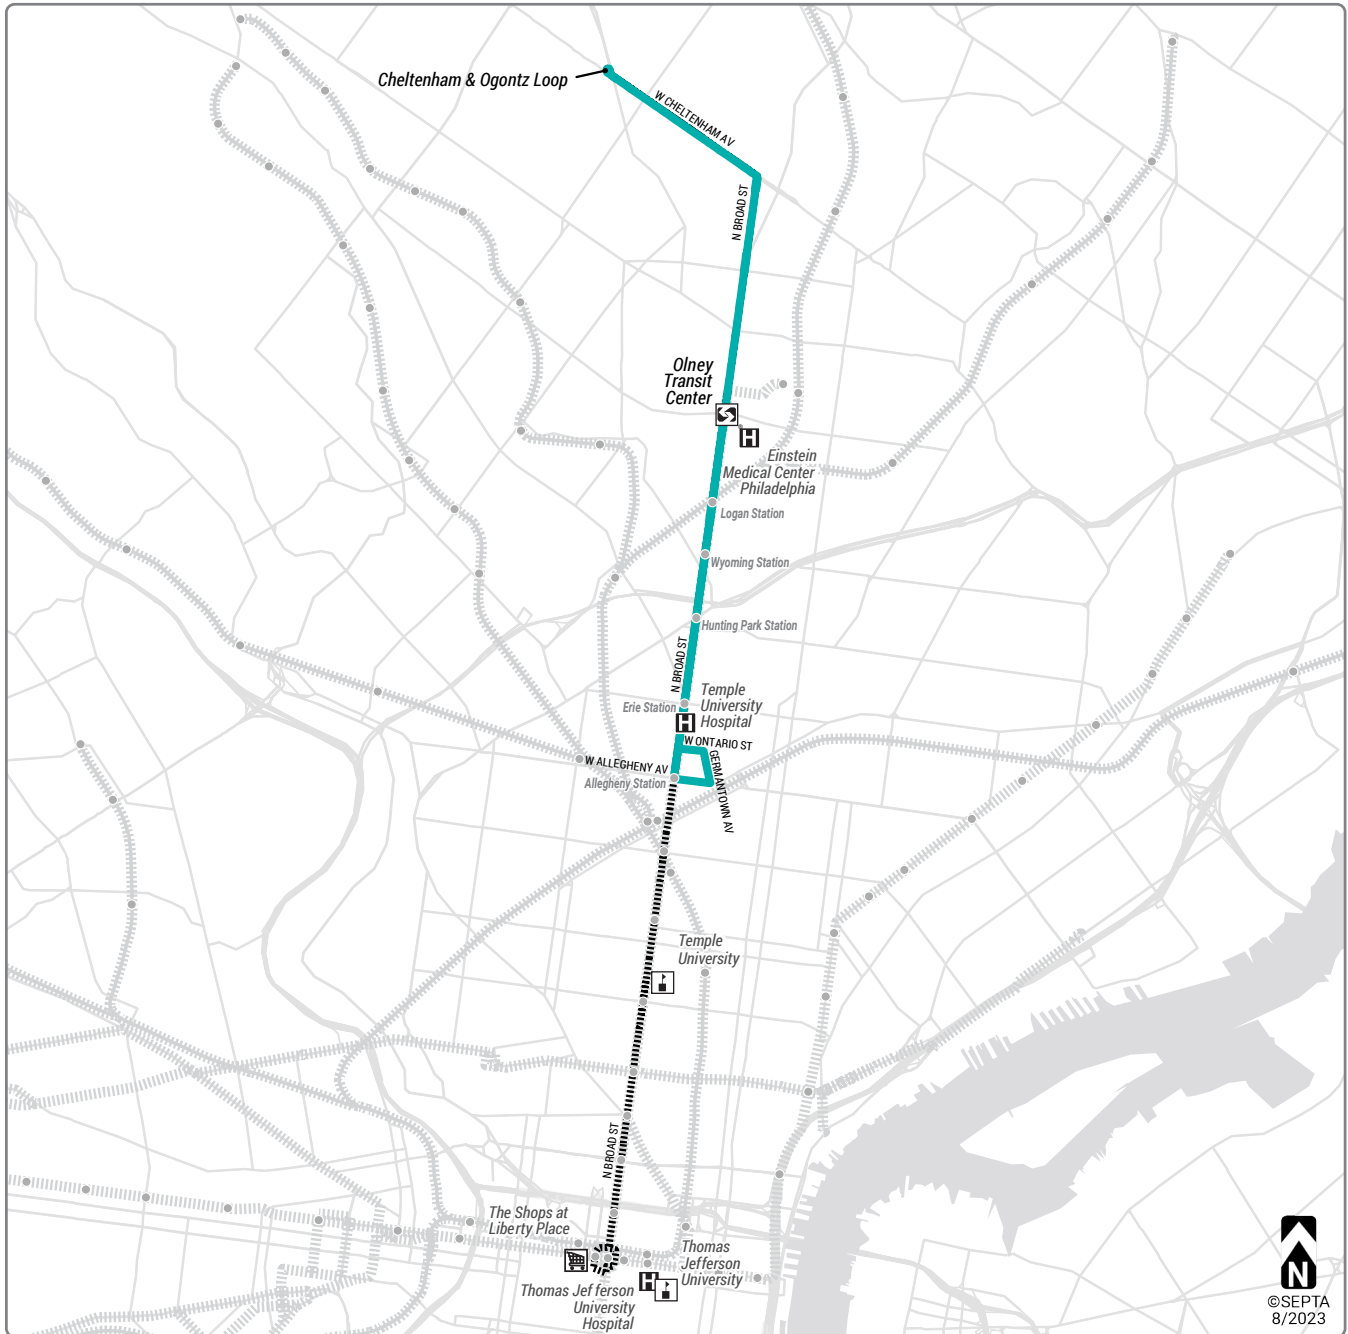 Cheltenham & Ogontz Loop
W CHELTENHAM AV
N BROAD ST
Olney
Transit
Center
H
Einstein
Medical Center
Philadelphia
Logan Station
Wyoming Station
Hunting Park Station
N BROAD ST
Temple
University
Hospital
Erie Station
H
W ONTARIO ST
W ALLEGHENY AV
GERMANTOWN AV
Allegheny Station
Temple
University
N BROAD ST
The Shops at
Liberty Place
Thomas
Jefferson
University
H
Thomas Jefferson
University
Hospital
N
©SEPTA
8/2023